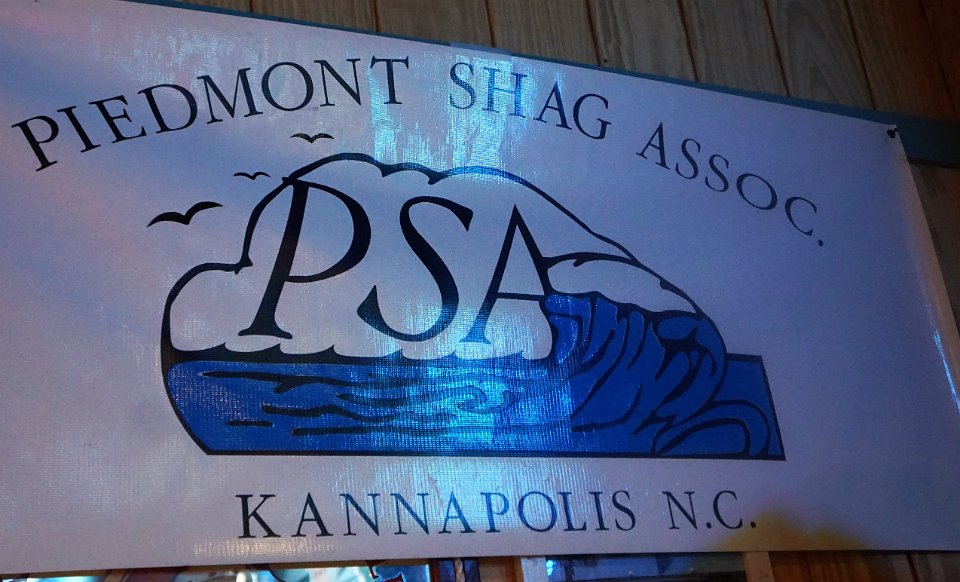 PIEDMONT SHAG ASSOC.
PSA
KANNAPOLIS N.C.